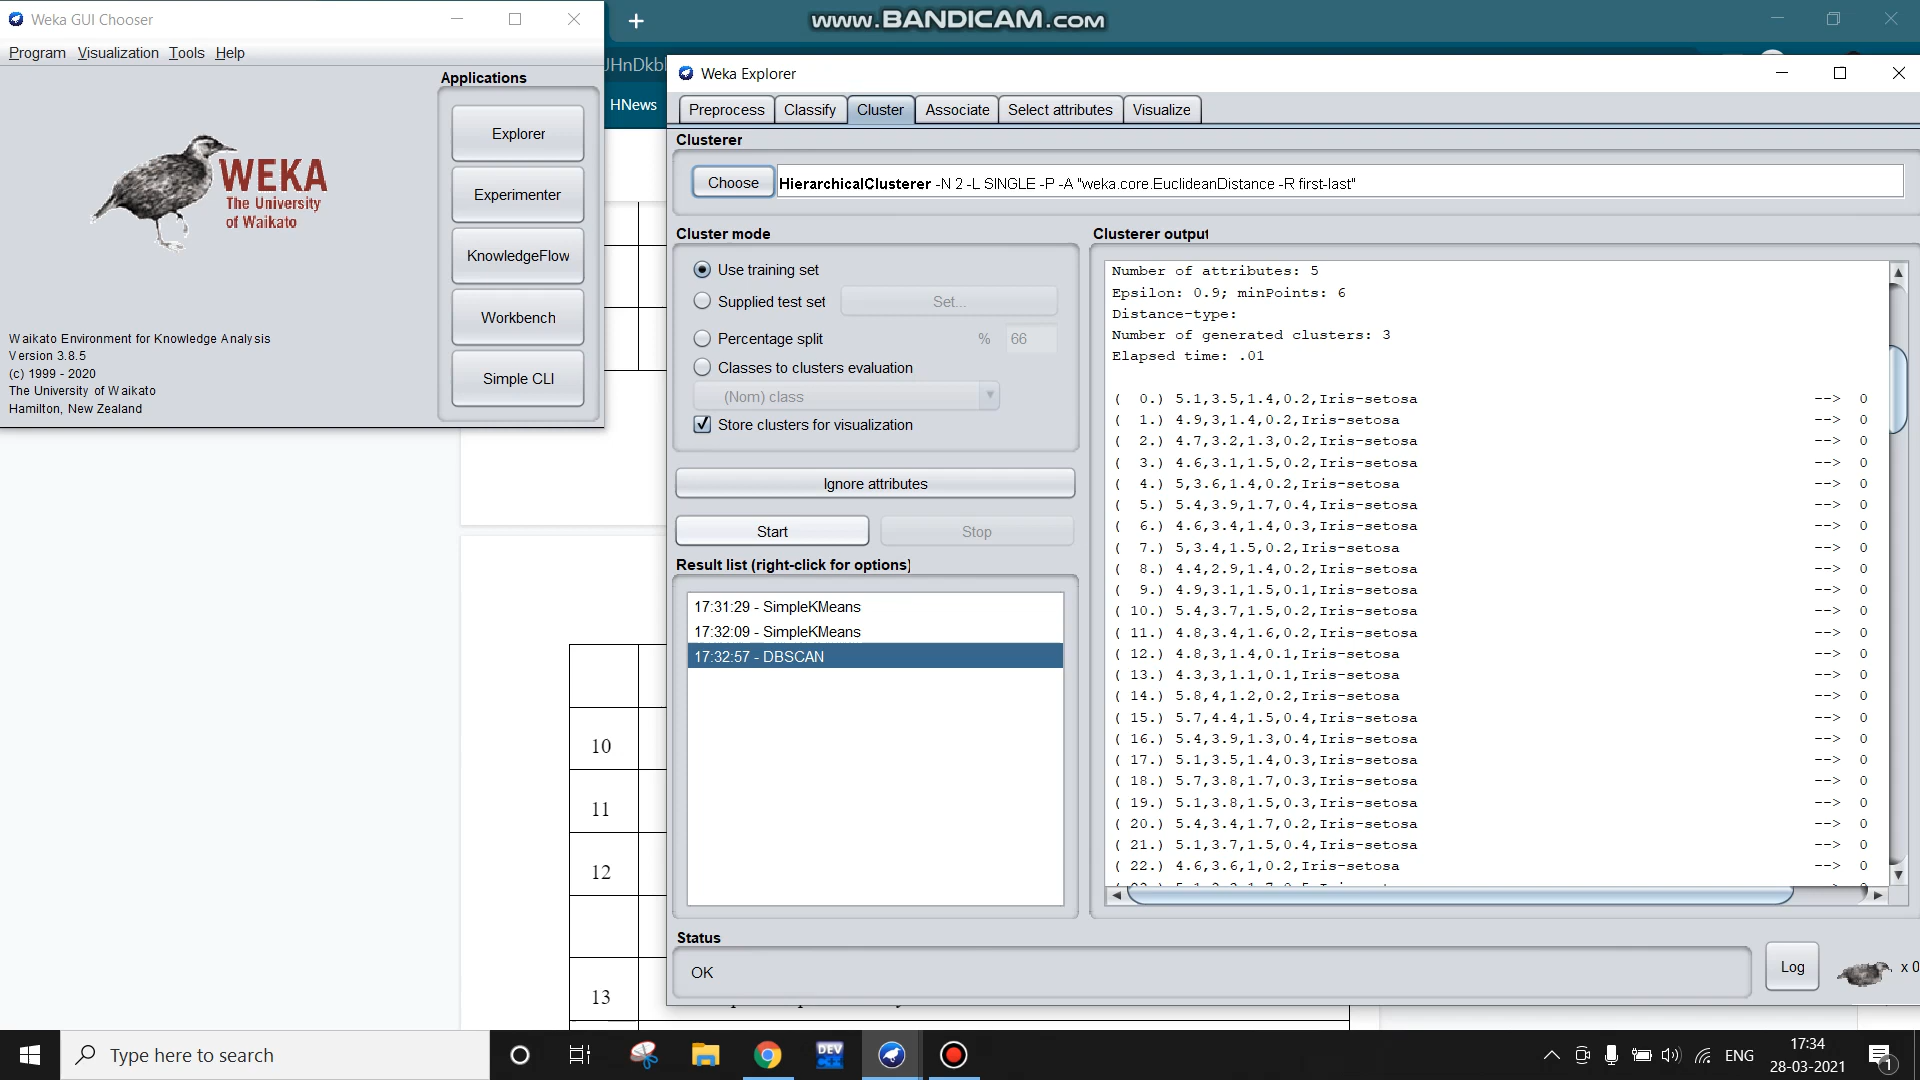 Weka GUI Chooser
Program Visualization Tools Help
Applications
WEKA
The University
of Waikato
Explorer
Experimenter
KnowledgeFlow
Workbench
Simple CLI
Waikato Environment for Knowledge Analysis
Version 3.8.5
(c) 1999 - 2020
The University of Waikato
Hamilton, New Zealand
www.BANDICAM.com
JHnDkb
HNews
Weka Explorer
Preprocess Classify Cluster Associate Select attributes Visualize
Clusterer
Choose HierarchicalClusterer -N 2 -L SINGLE -P -A "weka.core.EuclideanDistance -R first-last"
Cluster mode
Use training set
Supplied test set Set...
Percentage split % 66
Classes to clusters evaluation
(Nom) class
Store clusters for visualization
Ignore attributes
Start Stop
Result list (right-click for options)
17:31:29 - SimpleKMeans
17:32:09 - SimpleKMeans
17:32:57 - DBSCAN
Clusterer output
Number of attributes: 5
Epsilon: 0.9; minPoints: 6
Distance-type:
Number of generated clusters: 3
Elapsed time: .01
( 0.) 5.1,3.5,1.4,0.2,Iris-setosa --> 0
( 1.) 4.9,3,1.4,0.2,Iris-setosa --> 0
( 2.) 4.7,3.2,1.3,0.2,Iris-setosa --> 0
( 3.) 4.6,3.1,1.5,0.2,Iris-setosa --> 0
( 4.) 5,3.6,1.4,0.2,Iris-setosa --> 0
( 5.) 5.4,3.9,1.7,0.4,Iris-setosa --> 0
( 6.) 4.6,3.4,1.4,0.3,Iris-setosa --> 0
( 7.) 5,3.4,1.5,0.2,Iris-setosa --> 0
( 8.) 4.4,2.9,1.4,0.2,Iris-setosa --> 0
( 9.) 4.9,3.1,1.5,0.1,Iris-setosa --> 0
( 10.) 5.4,3.7,1.5,0.2,Iris-setosa --> 0
( 11.) 4.8,3.4,1.6,0.2,Iris-setosa --> 0
( 12.) 4.8,3,1.4,0.1,Iris-setosa --> 0
( 13.) 4.3,3,1.1,0.1,Iris-setosa --> 0
( 14.) 5.8,4,1.2,0.2,Iris-setosa --> 0
( 15.) 5.7,4.4,1.5,0.4,Iris-setosa --> 0
( 16.) 5.4,3.9,1.3,0.4,Iris-setosa --> 0
( 17.) 5.1,3.5,1.4,0.3,Iris-setosa --> 0
( 18.) 5.7,3.8,1.7,0.3,Iris-setosa --> 0
( 19.) 5.1,3.8,1.5,0.3,Iris-setosa --> 0
( 20.) 5.4,3.4,1.7,0.2,Iris-setosa --> 0
( 21.) 5.1,3.7,1.5,0.4,Iris-setosa --> 0
( 22.) 4.6,3.6,1,0.2,Iris-setosa --> 0
Status
OK
Log
x 0
10
11
12
13
Type here to search
DEV
ENG
17:34
28-03-2021
1